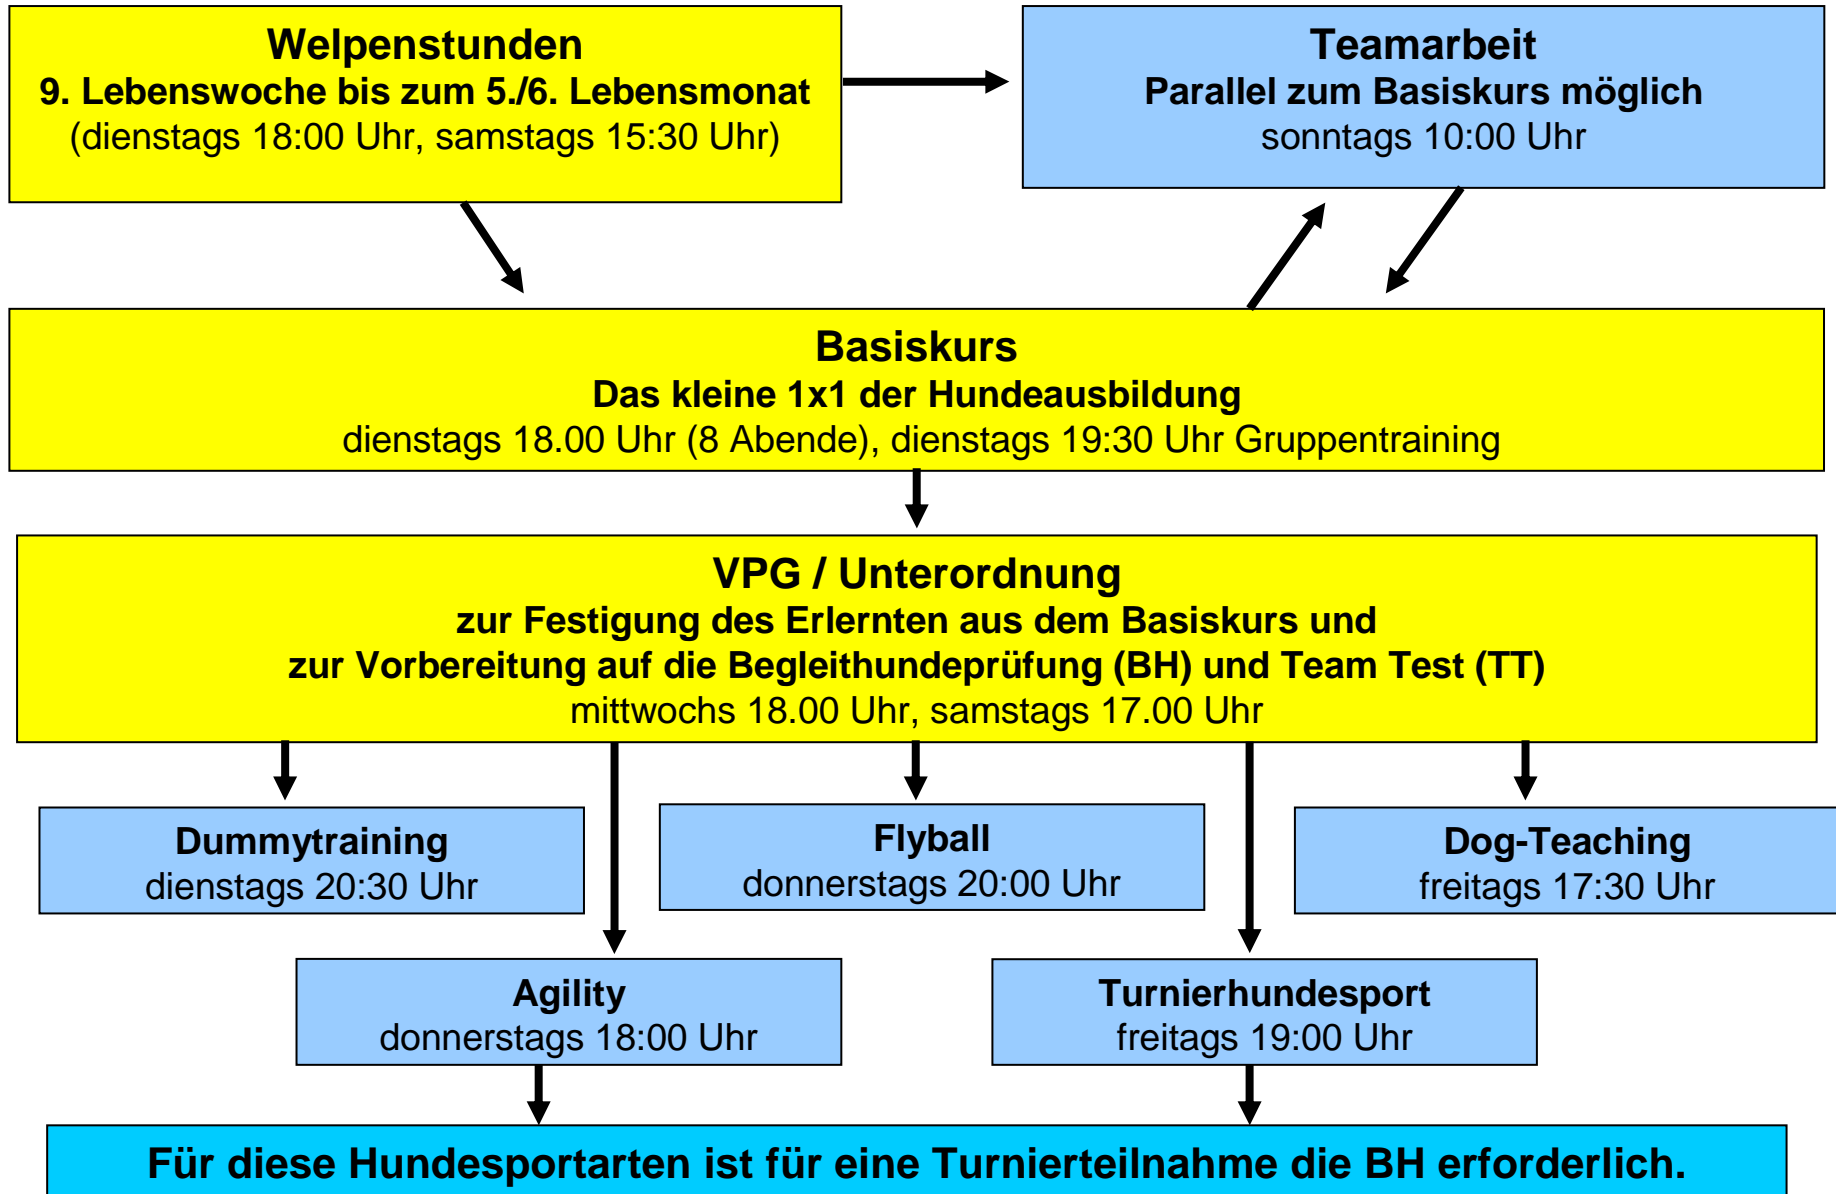 Welpenstunden
9. Lebenswoche bis zum 5./6. Lebensmonat
(dienstags 18:00 Uhr, samstags 15:30 Uhr)
Teamarbeit
Parallel zum Basiskurs möglich
sonntags 10:00 Uhr
Basiskurs
Das kleine 1x1 der Hundeausbildung
dienstags 18.00 Uhr (8 Abende), dienstags 19:30 Uhr Gruppentraining
VPG / Unterordnung
zur Festigung des Erlernten aus dem Basiskurs und
zur Vorbereitung auf die Begleithundeprüfung (BH) und Team Test (TT)
mittwochs 18.00 Uhr, samstags 17.00 Uhr
Dummytraining
dienstags 20:30 Uhr
Flyball
donnerstags 20:00 Uhr
Dog-Teaching
freitags 17:30 Uhr
Agility
donnerstags 18:00 Uhr
Turnierhundesport
freitags 19:00 Uhr
Für diese Hundesportarten ist für eine Turnierteilnahme die BH erforderlich.